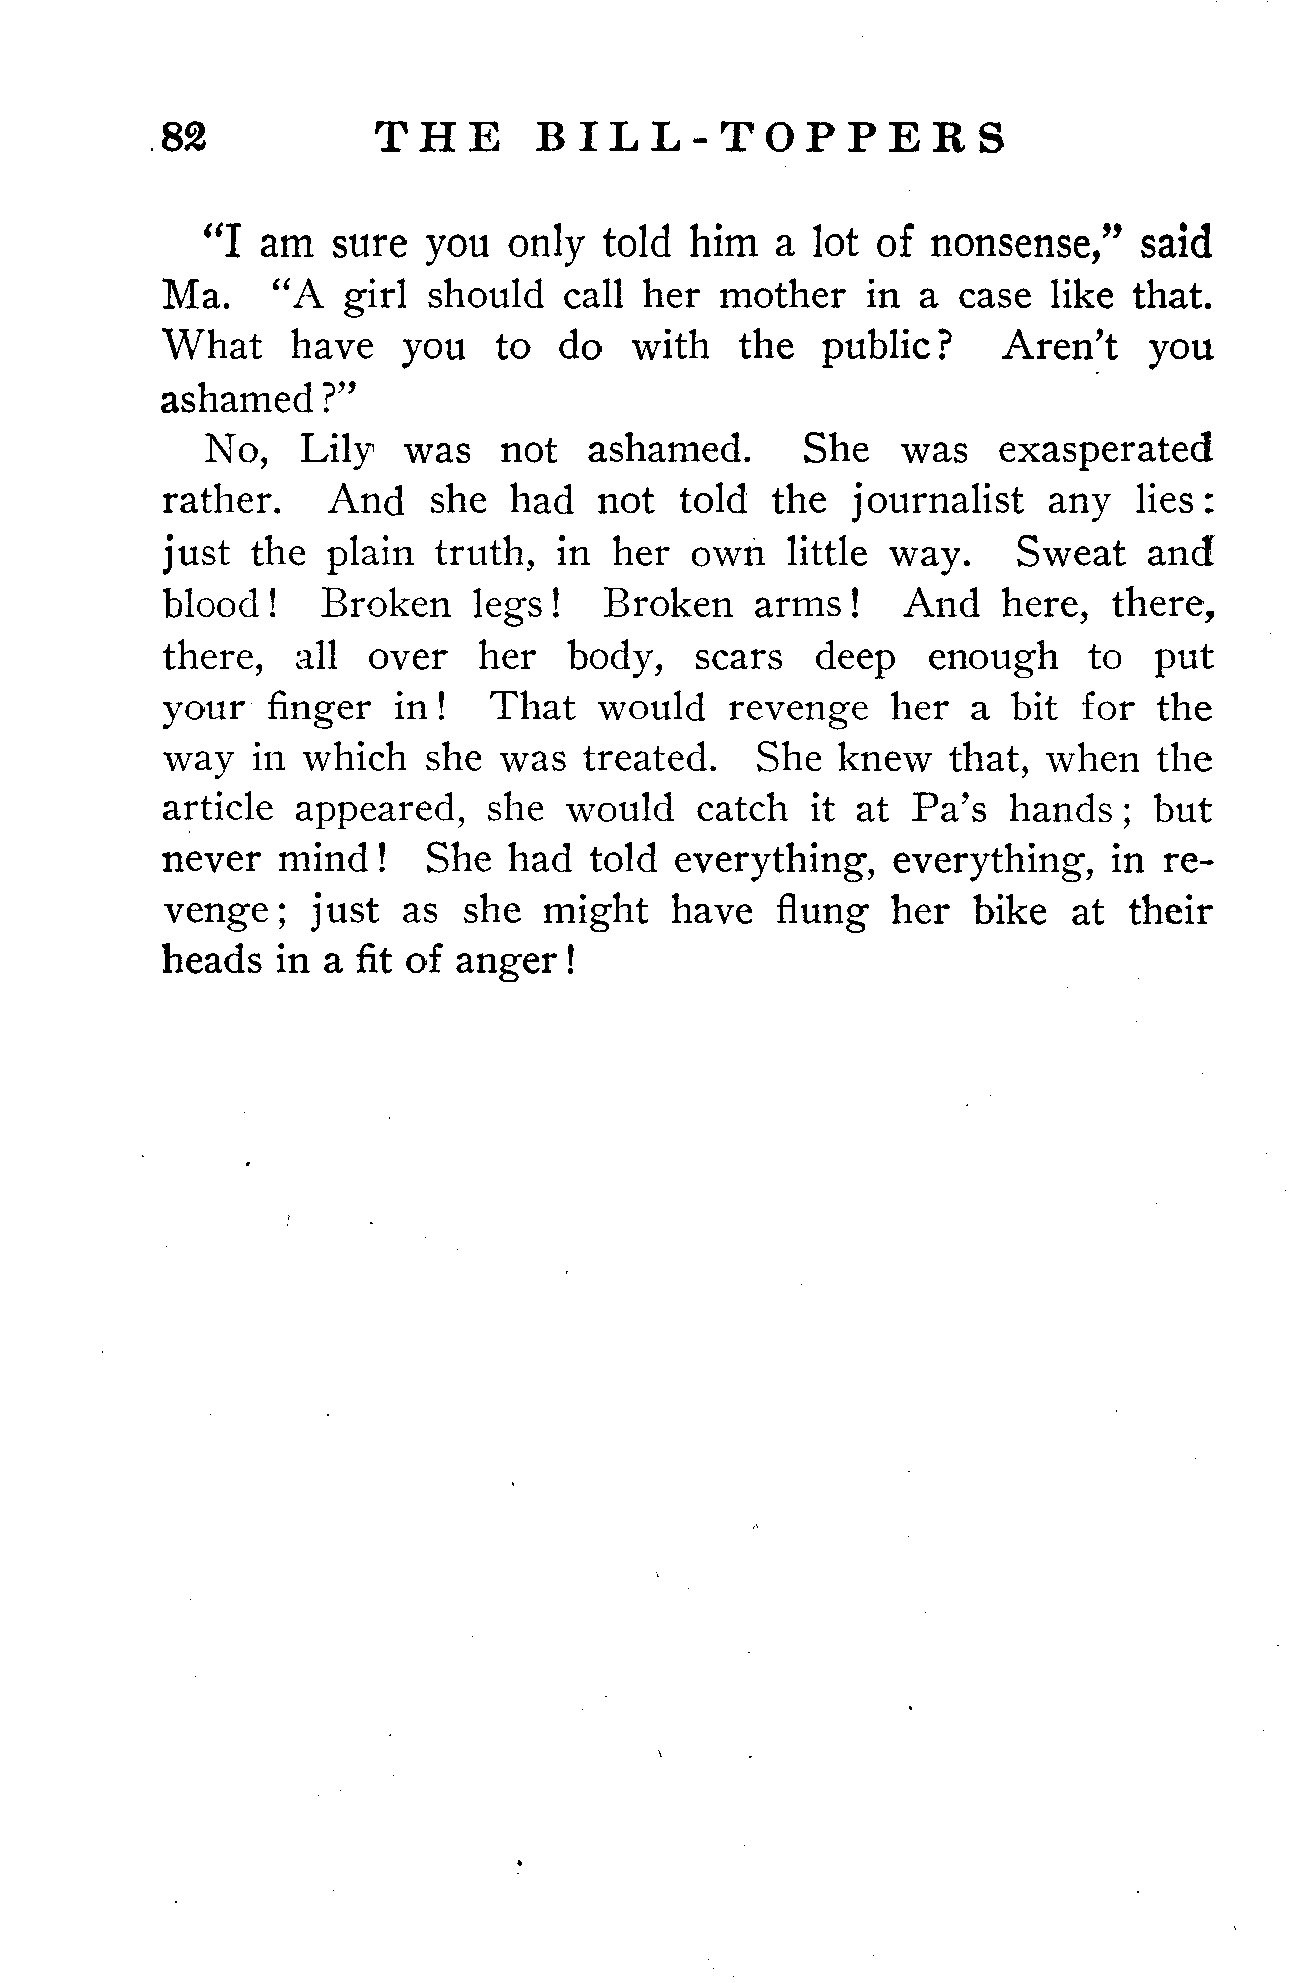 82 THE BILL-TOPPERS
“I am sure you only told him a lot of nonsense,” said
Ma. “A girl should call her mother in a case like that.
What have you to do with the public? Aren’t you
ashamed?”
No, Lily was not ashamed. She was exasperated
rather. And she had not told the journalist any lies:
just the plain truth, in her own little way. Sweat and
blood! Broken legs! Broken arms! And here, there,
there, all over her body, scars deep enough to put
your finger in! That would revenge her a bit for the
way in which she was treated. She knew that, when the
article appeared, she would catch it at Pa’s hands; but
never mind! She had told everything, everything, in re-
venge; just as she might have flung her bike at their
heads in a fit of anger!